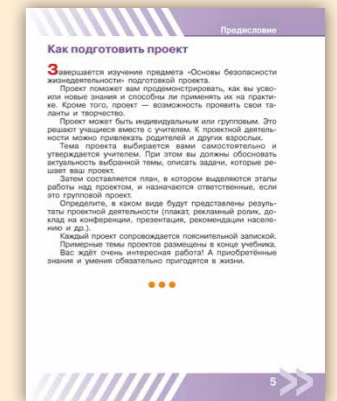 Предисловие
Как подготовить проект
Завершается изучение предмета «Основы безопасности
жизнедеятельности» подготовкой проекта.
Проект поможет вам продемонстрировать, как вы усво-
или новые знания и способны ли применять их на практи-
ке. Кроме того, проект — возможность проявить свои та-
ланты и творчество.
Проект может быть индивидуальным или групповым. Это
решают учащиеся вместе с учителем. К проектной деятель-
ности можно привлекать родителей и других взрослых.
Тема проекта выбирается вами самостоятельно и
утверждается учителем. При этом вы должны обосновать
актуальность выбранной темы, описать задачи, которые ре-
шает ваш проект.
Затем составляется план, в котором выделяются этапы
работы над проектом, и назначаются ответственные, если
это групповой проект.
Определите, в каком виде будут представлены резуль-
таты проектной деятельности (плакат, рекламный ролик, до-
клад на конференции, презентация, рекомендации населе-
нию и др.).
Каждый проект сопровождается пояснительной запиской.
Примерные темы проектов размещены в конце учебника.
Вас ждёт очень интересная работа! А приобретённые
знания и умения обязательно пригодятся в жизни.
5